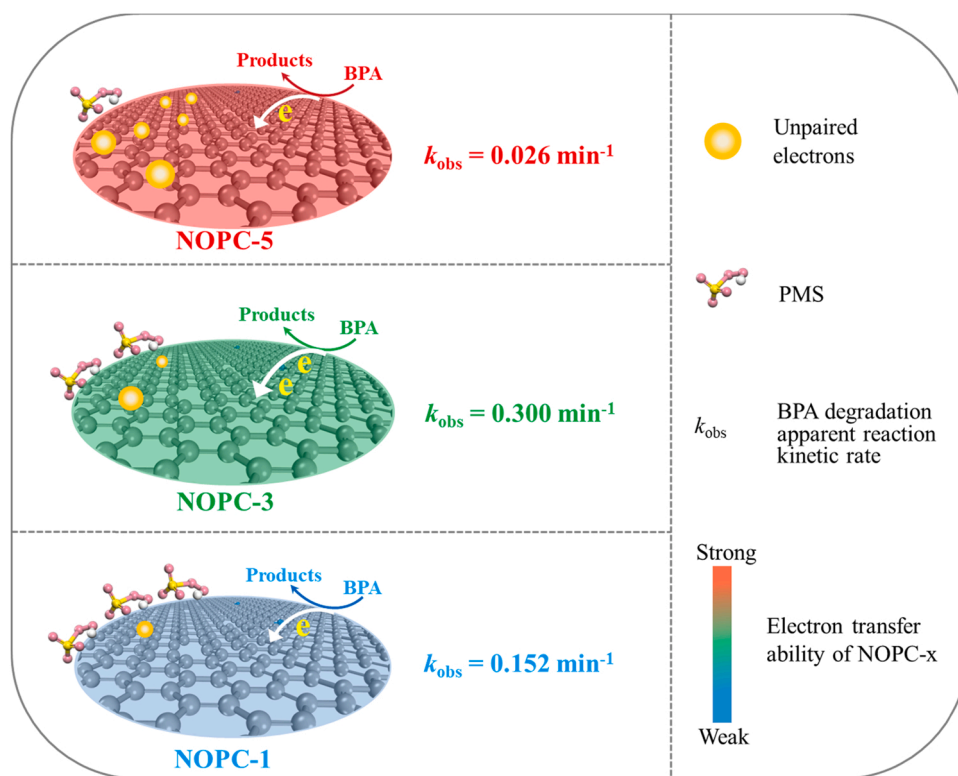 Products
BPA
e
k_obs = 0.026 min⁻¹
NOPC-5
Products
BPA
e
e
k_obs = 0.300 min⁻¹
NOPC-3
Products
BPA
e
k_obs = 0.152 min⁻¹
NOPC-1
Unpaired
electrons
PMS
k_obs
BPA degradation
apparent reaction
kinetic rate
Strong
Electron transfer
ability of NOPC-x
Weak